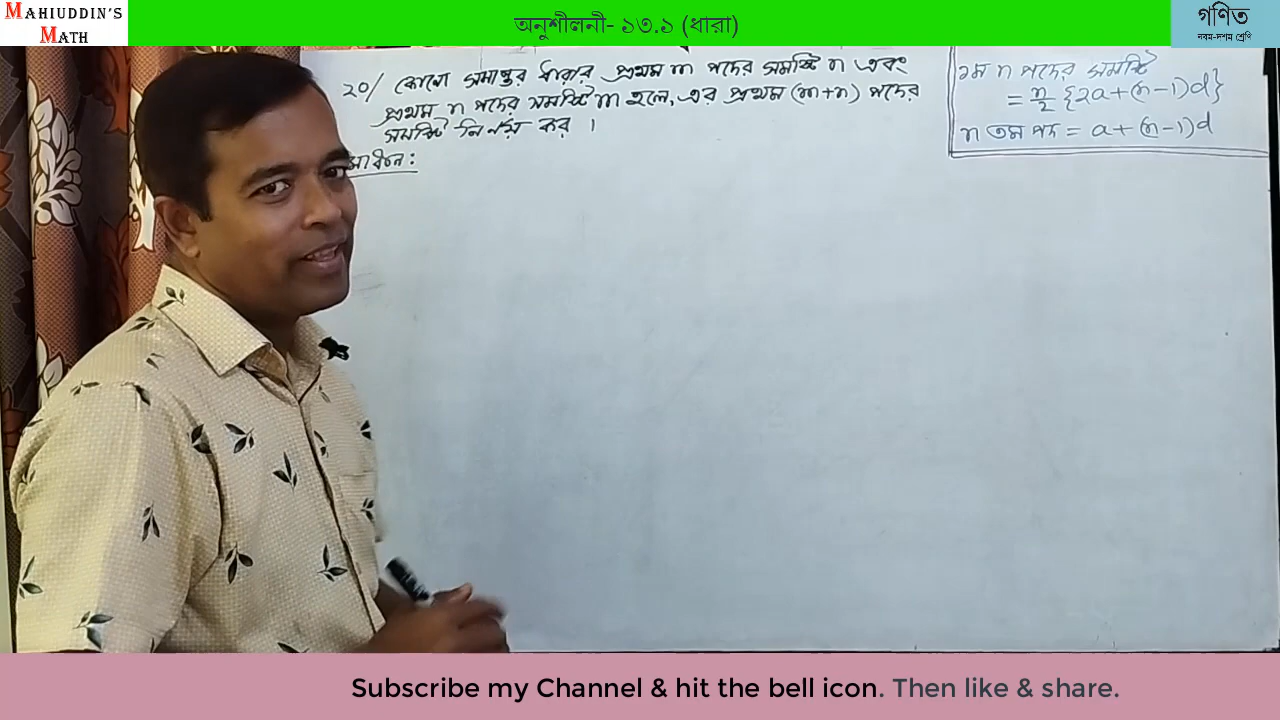 MAHIUDDIN'S
MATH
অনুশীলনী- ১৩.১ (ধারা)
গণিত
নবম-দশম শ্রেণি
২০/ কোনো সমান্তর ধারার প্রথম m পদের সমষ্টি n এবং
প্রথম n পদের সমষ্টি m হলে, এর প্রথম (m+n) পদের
সমষ্টি নির্ণয় কর ।
সমাধান:
১ম n পদের সমষ্টি
= n/2 {2a+(n-1)d}
n তম পদ = a+(n-1)d
Subscribe my Channel & hit the bell icon. Then like & share.